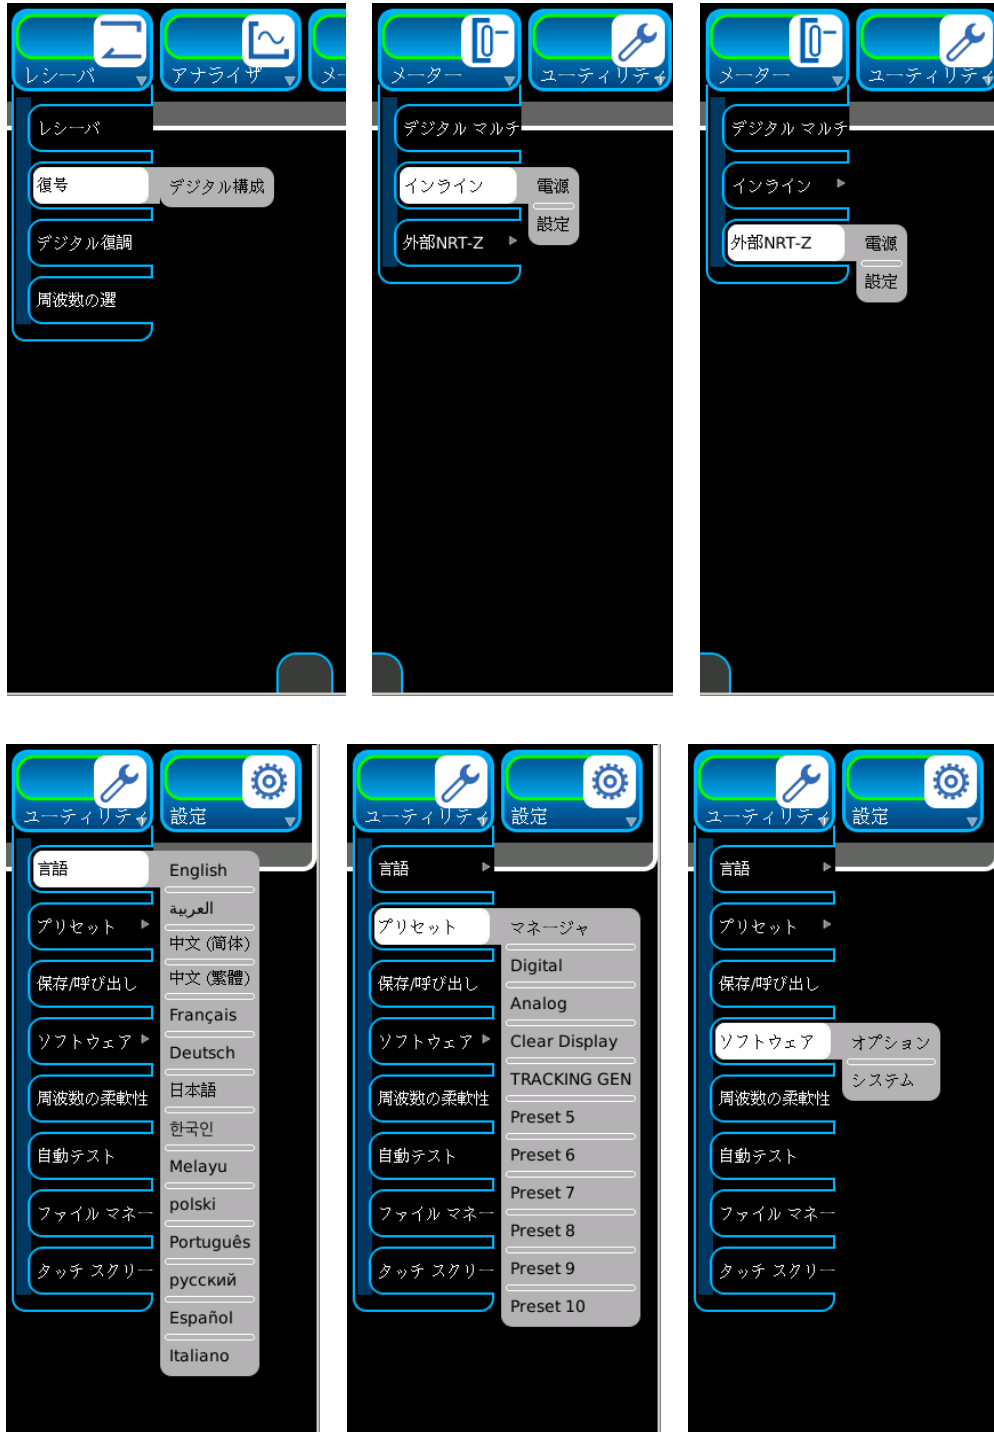 レシーバ
アナライザ
メー
レシーバ
復号
デジタル構成
デジタル復調
周波数の選
メーター
ユーティリティ
デジタル マルチ
インライン
電源
設定
外部NRT-Z
メーター
ユーティリティ
デジタル マルチ
インライン
外部NRT-Z
電源
設定
ユーティリティ
設定
言語
プリセット
保存/呼び出し
ソフトウェア
周波数の柔軟性
自動テスト
ファイル マネー
タッチ スクリー
English
العربية
中文 (简体)
中文 (繁體)
Français
Deutsch
日本語
한국인
Melayu
polski
Português
русский
Español
Italiano
ユーティリティ
設定
言語
プリセット
保存/呼び出し
ソフトウェア
周波数の柔軟性
自動テスト
ファイル マネー
タッチ スクリー
マネージャ
Digital
Analog
Clear Display
TRACKING GEN
Preset 5
Preset 6
Preset 7
Preset 8
Preset 9
Preset 10
ユーティリティ
設定
言語
プリセット
保存/呼び出し
ソフトウェア
オプション
システム
周波数の柔軟性
自動テスト
ファイル マネー
タッチ スクリー